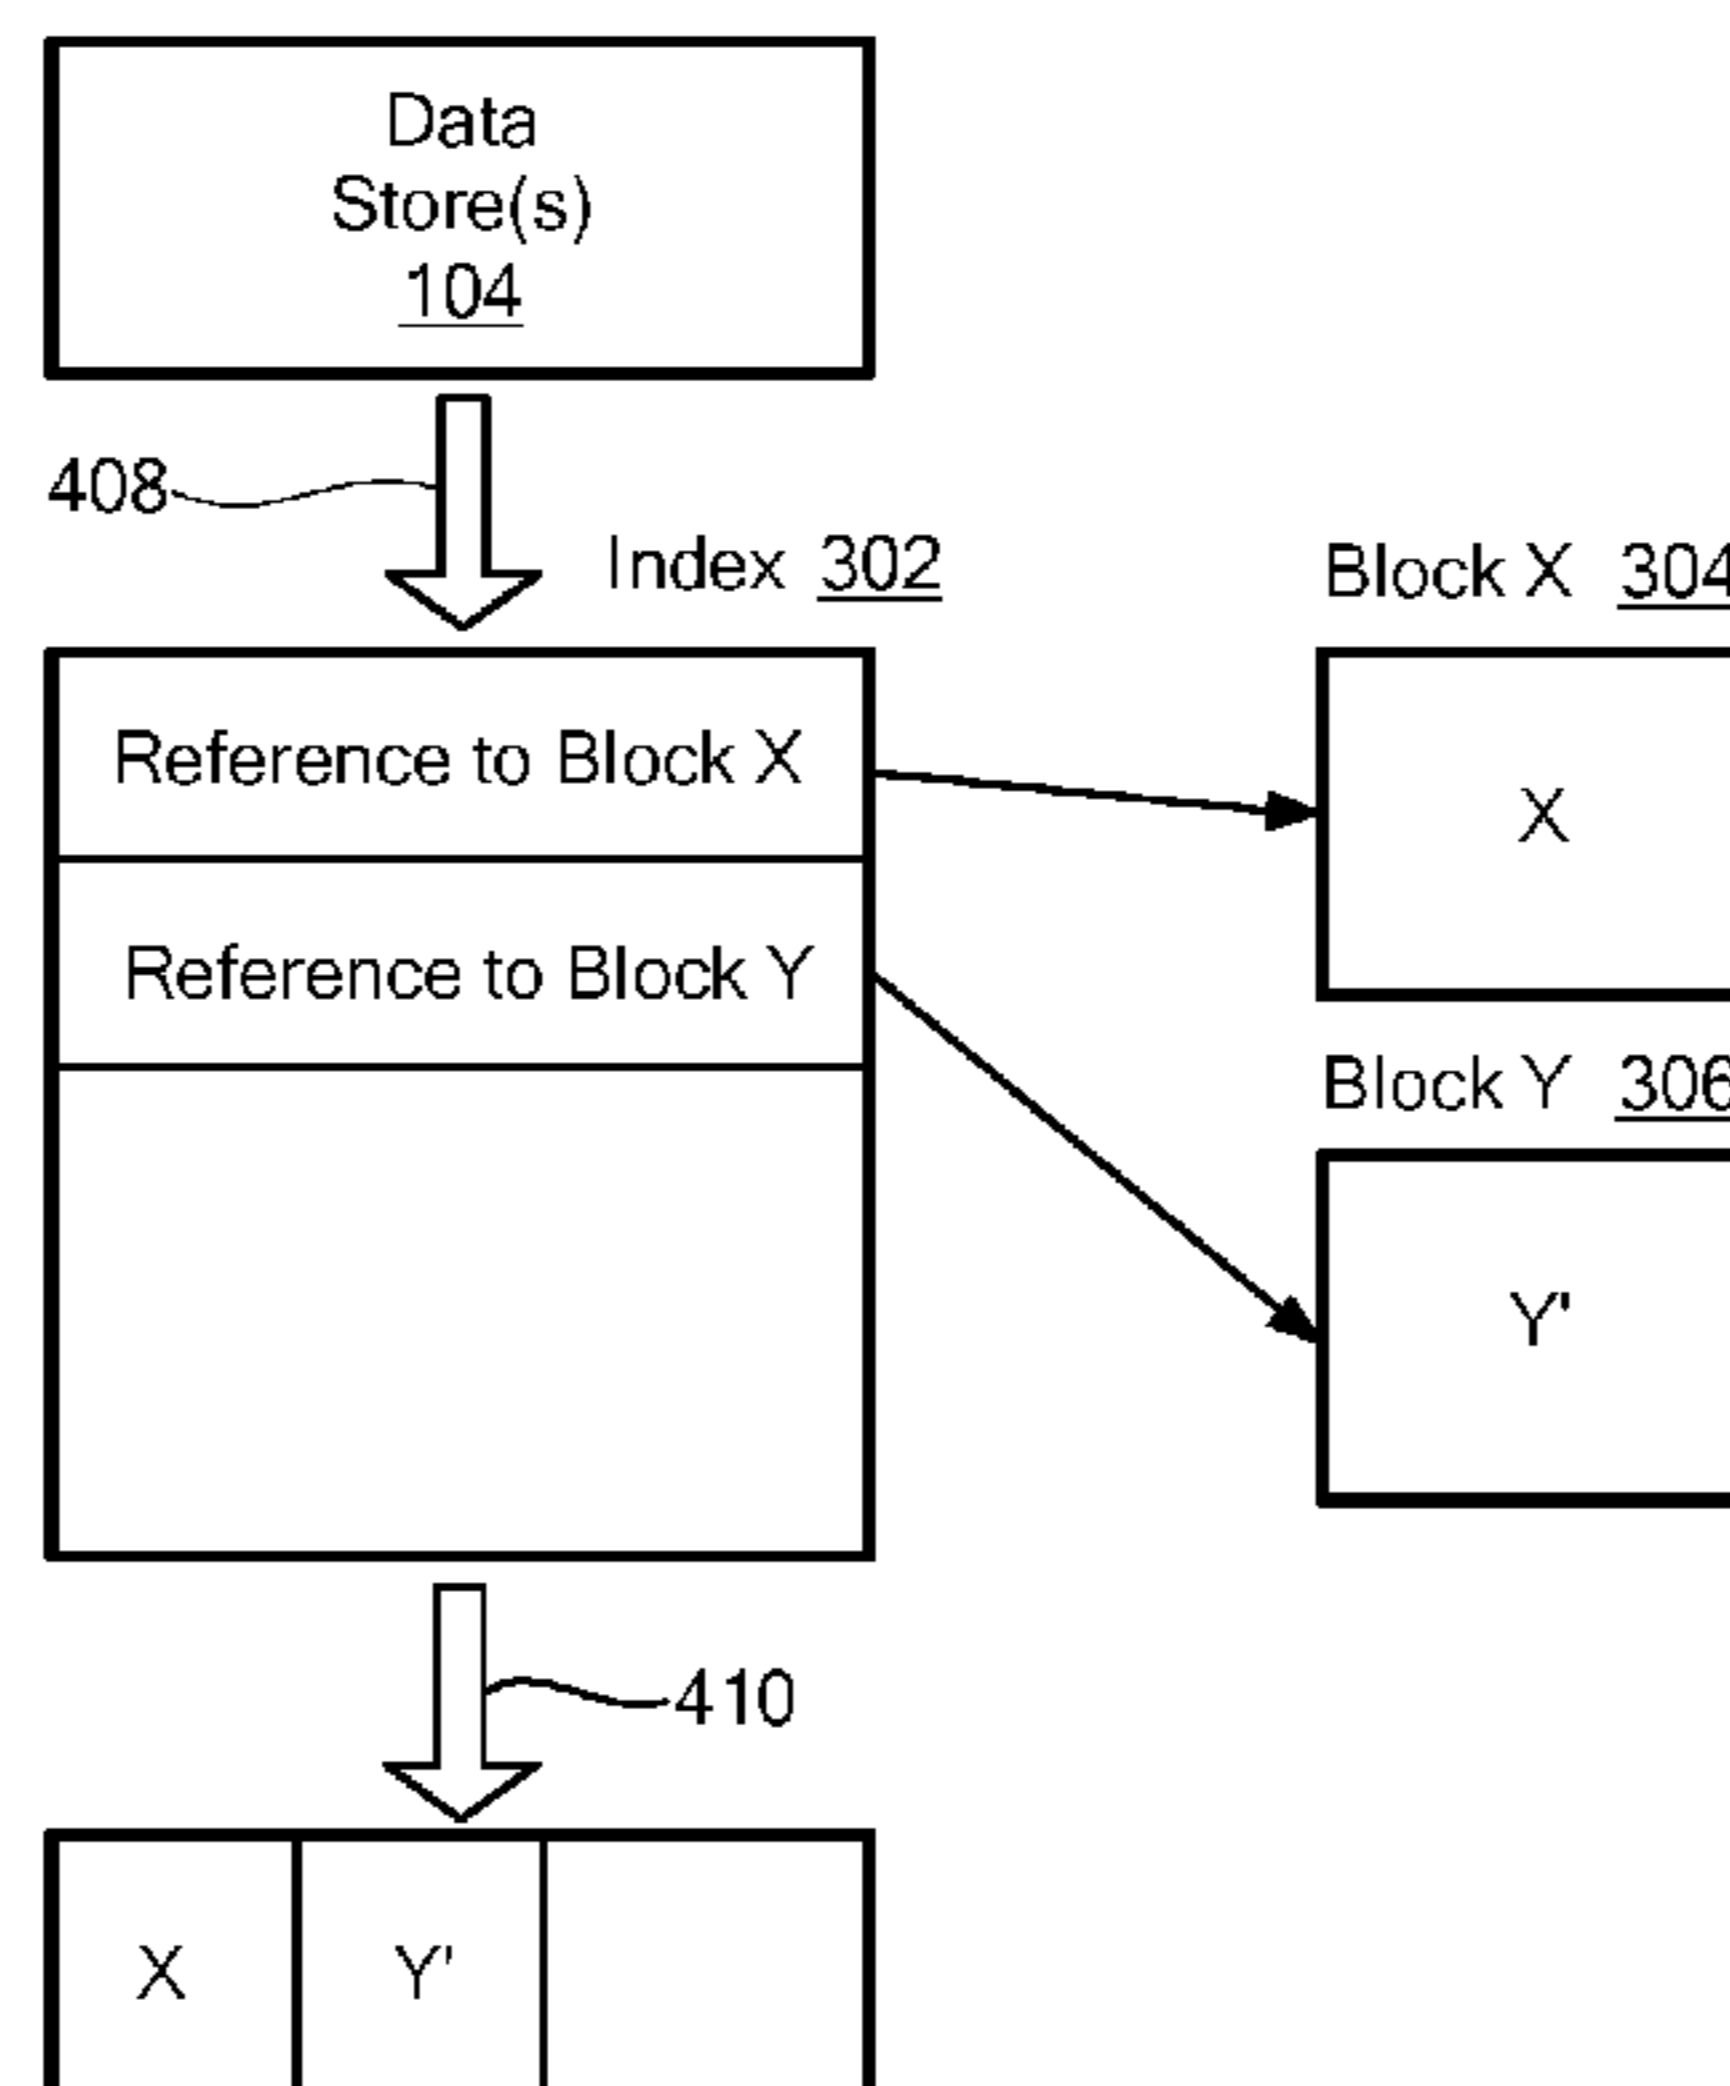 Data
Store(s)
104
408
Index 302
Block X 304
Reference to Block X
X
Reference to Block Y
Block Y 306
Y'
410
X Y'